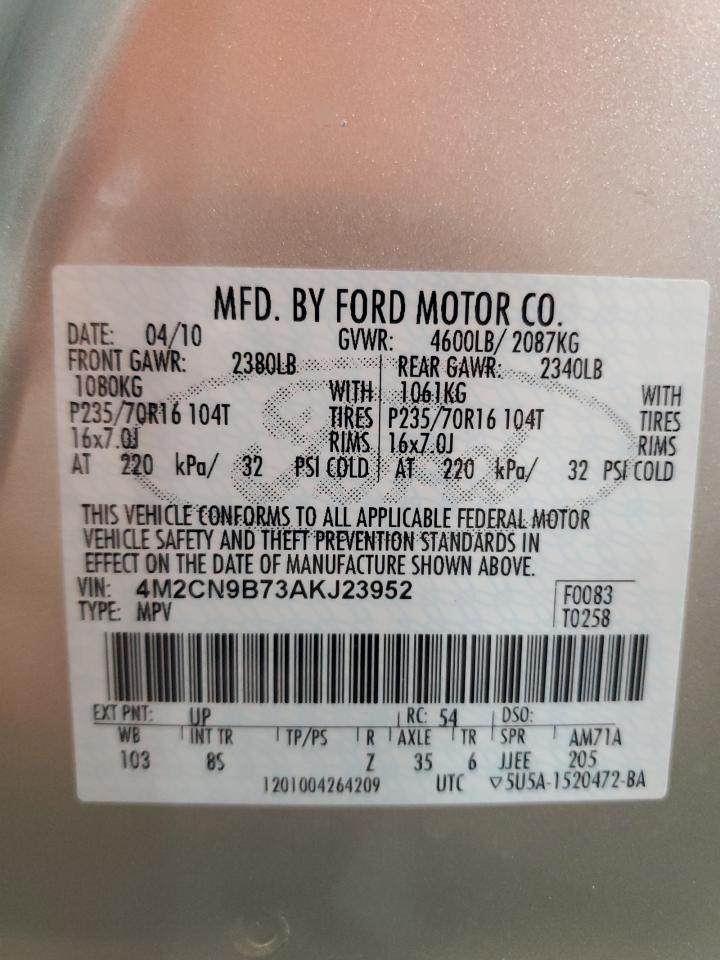 MFD. BY FORD MOTOR CO.
DATE: 04/10 GVWR: 4600LB/ 2087KG
FRONT GAWR: 2380LB REAR GAWR: 2340LB
1080KG WITH 1061KG WITH
P235/70R16 104T TIRES P235/70R16 104T TIRES
16x7.0J RIMS 16x7.0J RIMS
AT 220 kPa/ 32 PSI COLD AT 220 kPa/ 32 PSI COLD
THIS VEHICLE CONFORMS TO ALL APPLICABLE FEDERAL MOTOR
VEHICLE SAFETY AND THEFT PREVENTION STANDARDS IN
EFFECT ON THE DATE OF MANUFACTURE SHOWN ABOVE.
VIN: 4M2CN9B73AKJ23952 F0083
TYPE: MPV T0258
EXT PNT: UP RC: 54 DSO:
WB INT TR TP/PS R AXLE TR SPR AM71A
103 8S Z 35 6 JJEE 205
1201004264209 UTC ▽5U5A-1520472-BA